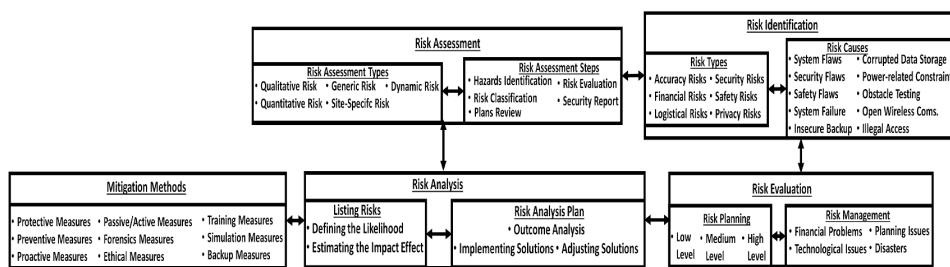 Risk Identification
Risk Types
• Accuracy Risks • Security Risks
• Financial Risks • Safety Risks
• Logistical Risks • Privacy Risks
Risk Causes
• System Flaws • Corrupted Data Storage
• Security Flaws • Power-related Constraint
• Safety Flaws • Obstacle Testing
• System Failure • Open Wireless Coms.
• Insecure Backup • Illegal Access
Risk Assessment
Risk Assessment Types
• Qualitative Risk • Generic Risk • Dynamic Risk
• Quantitative Risk • Site-Specifc Risk
Risk Assessment Steps
• Hazards Identification • Risk Evaluation
• Risk Classification • Security Report
• Plans Review
Mitigation Methods
• Protective Measures • Passive/Active Measures • Training Measures
• Preventive Measures • Forensics Measures • Simulation Measures
• Proactive Measures • Ethical Measures • Backup Measures
Risk Analysis
Listing Risks
• Defining the Likelihood
• Estimating the Impact Effect
Risk Analysis Plan
• Outcome Analysis
• Implementing Solutions • Adjusting Solutions
Risk Evaluation
Risk Planning
• Low • Medium • High
Level Level Level
Risk Management
• Financial Problems • Planning Issues
• Technological Issues • Disasters